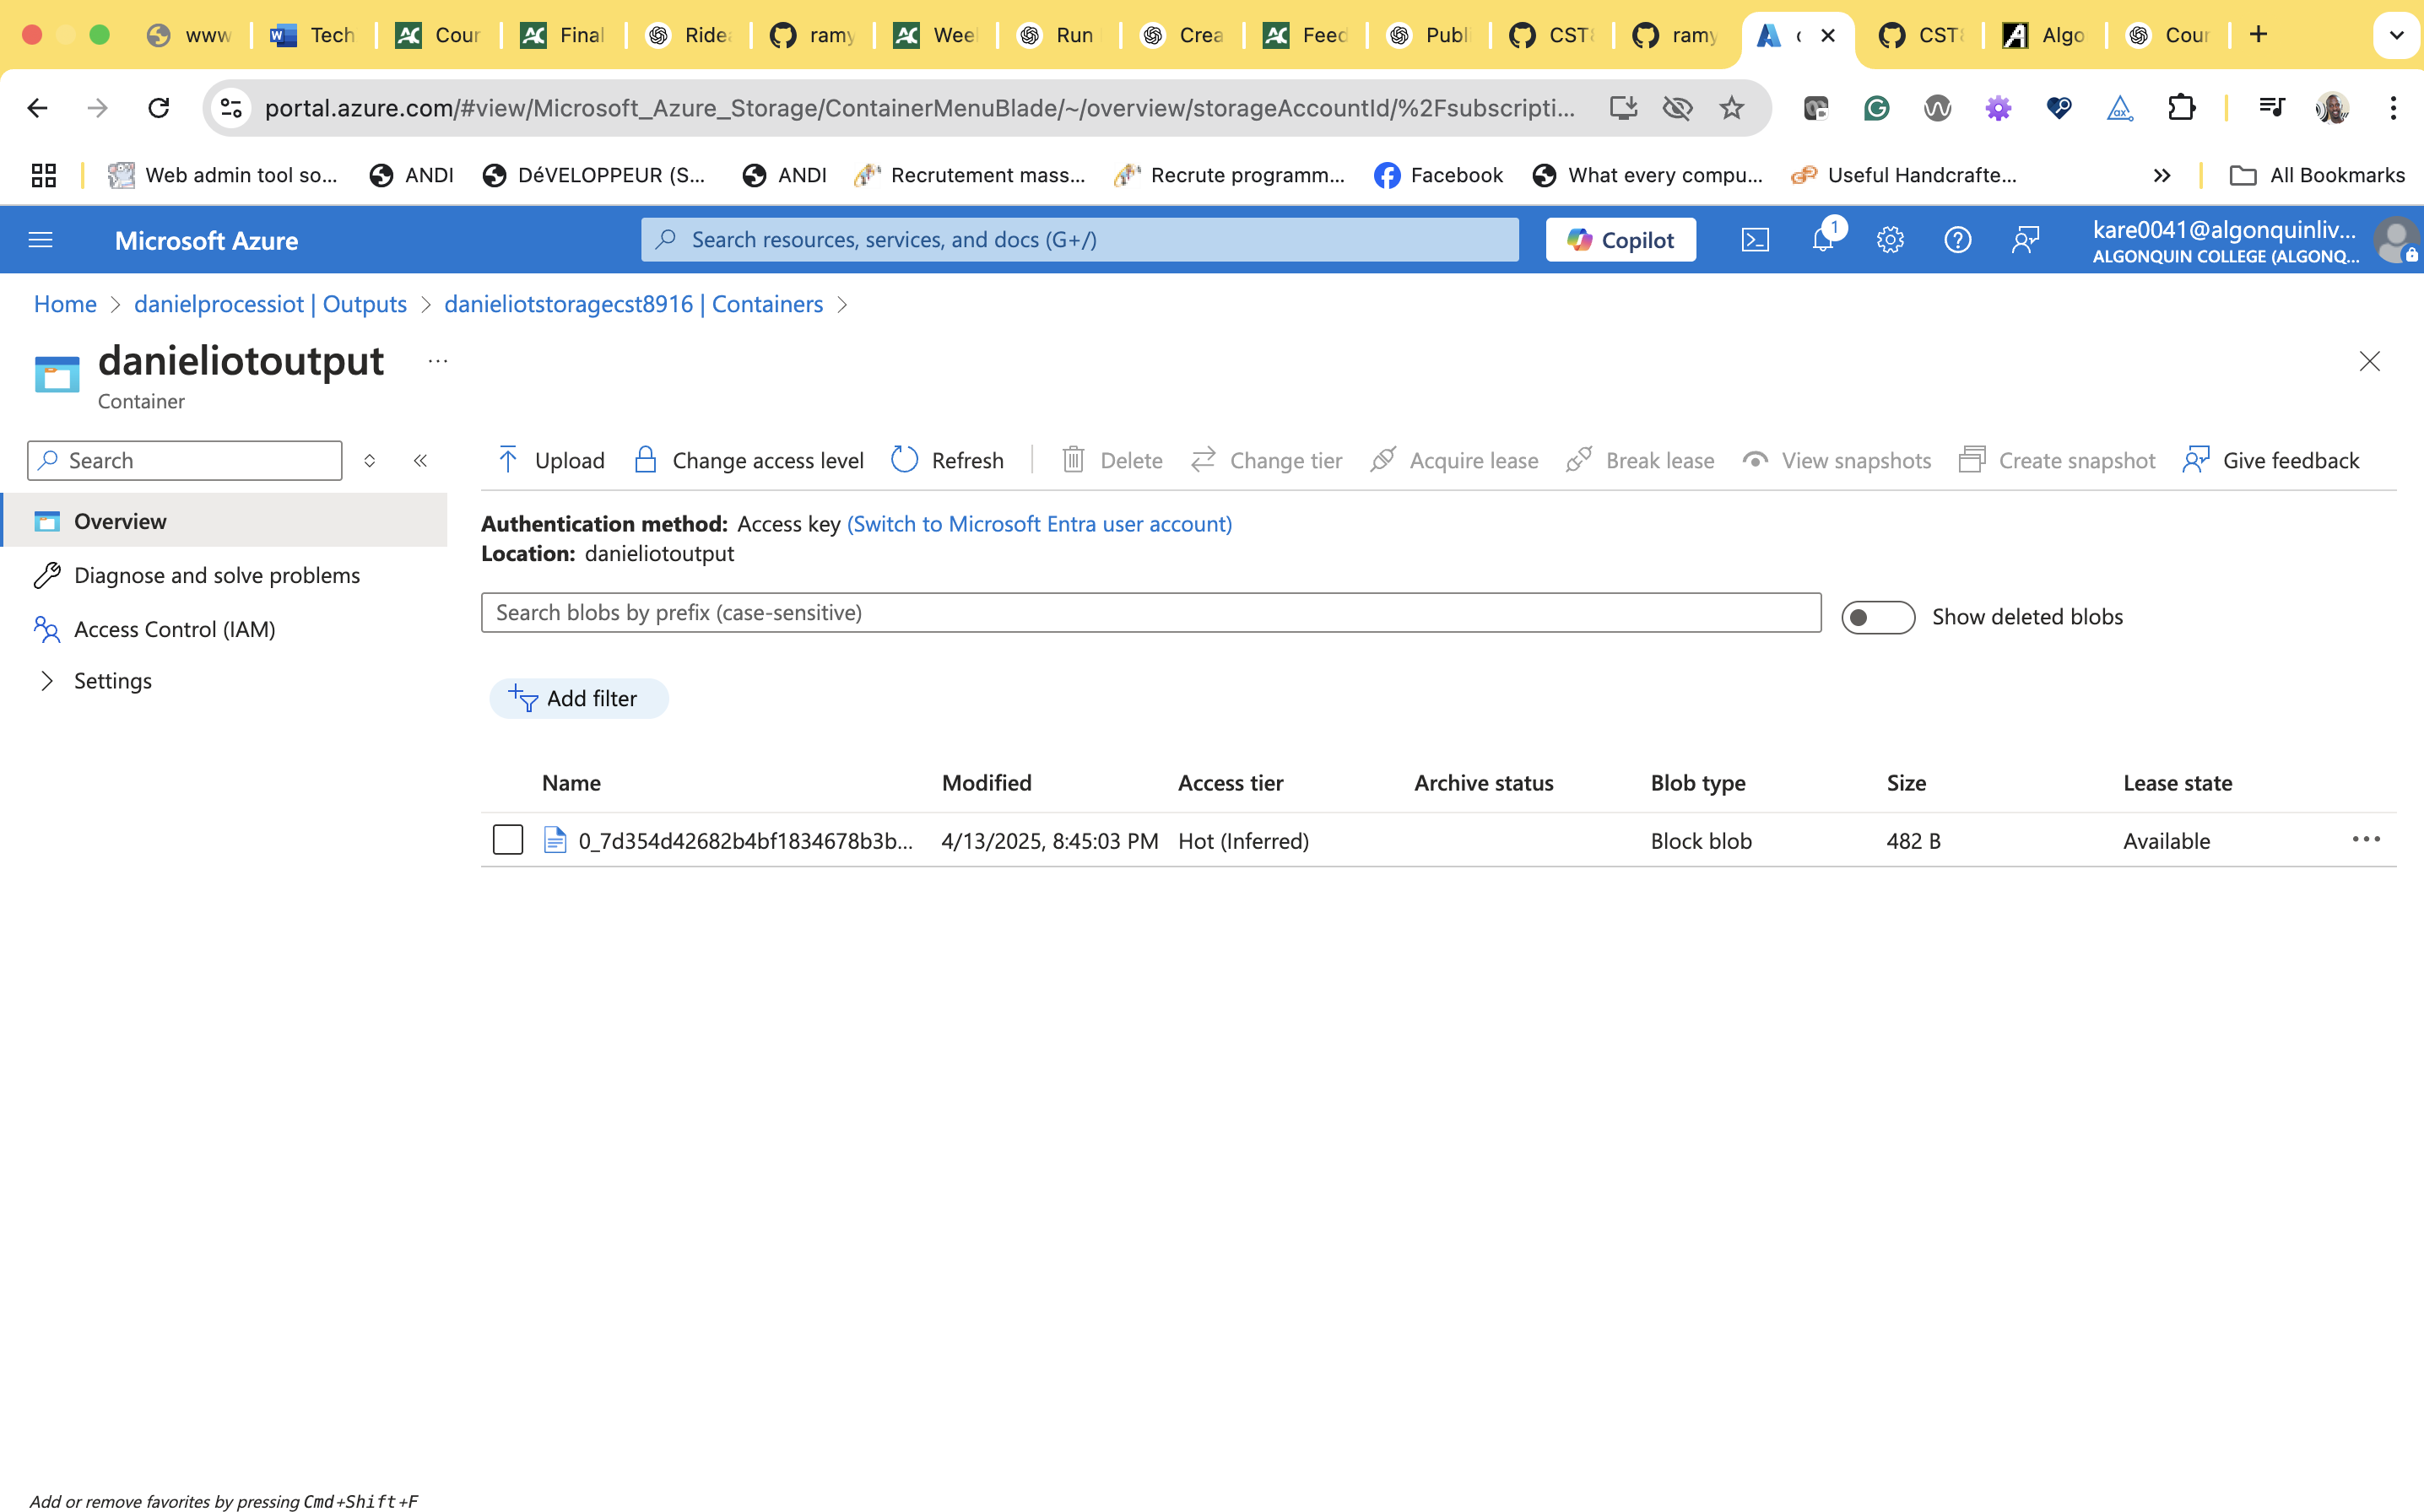 www
Tech
Cour
Final
Ride
ramy
Wee
Run
Crea
Feed
Publi
CST
ramy
CST
Algo
Cour
portal.azure.com/#view/Microsoft_Azure_Storage/ContainerMenuBlade/~/overview/storageAccountId/%2Fsubscripti...
Web admin tool so...
ANDI
DéVELOPPEUR (S...
ANDI
Recrutement mass...
Recrute programm...
Facebook
What every compu...
Useful Handcrafte...
All Bookmarks
Microsoft Azure
Search resources, services, and docs (G+/)
Copilot
1
kare0041@algonquinliv...
ALGONQUIN COLLEGE (ALGONQ...
Home > danielprocessiot | Outputs > danieliotstoragecst8916 | Containers >
danieliotoutput ...
Container
Search
Overview
Diagnose and solve problems
Access Control (IAM)
Settings
Upload
Change access level
Refresh
Delete
Change tier
Acquire lease
Break lease
View snapshots
Create snapshot
Give feedback
Authentication method: Access key (Switch to Microsoft Entra user account)
Location: danieliotoutput
Search blobs by prefix (case-sensitive)
Show deleted blobs
Add filter
Name Modified Access tier Archive status Blob type Size Lease state
0_7d354d42682b4bf1834678b3b... 4/13/2025, 8:45:03 PM Hot (Inferred) Block blob 482 B Available
Add or remove favorites by pressing Cmd+Shift+F